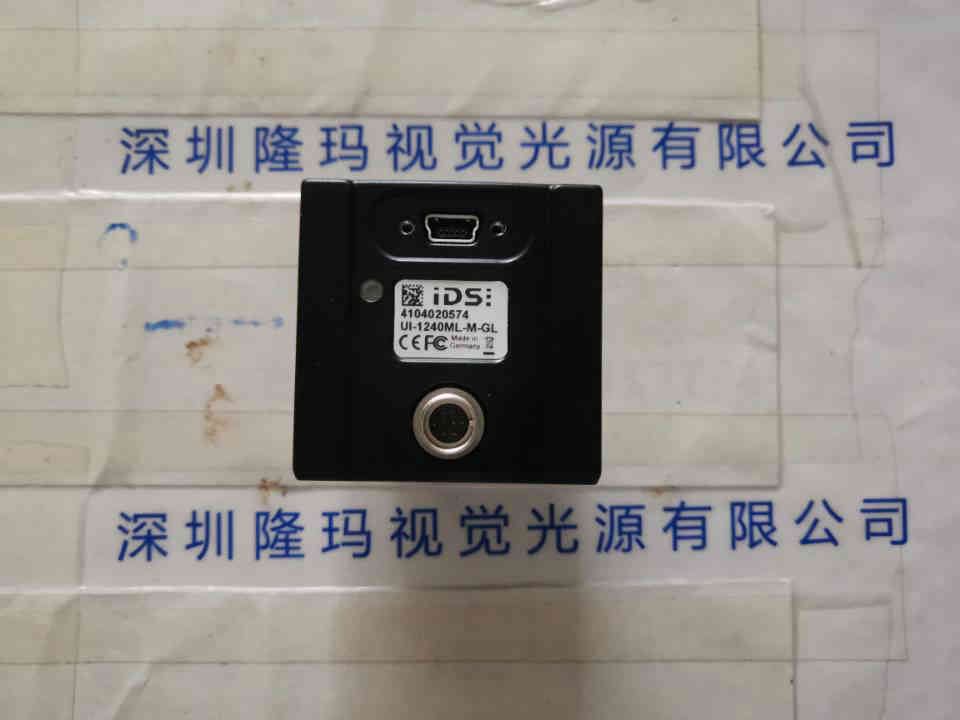 深圳隆玛视觉光源有限公司
iDS:
4104020574
UI-1240ML-M-GL
CE FC Made in
Germany
深圳隆玛视觉光源有限公司